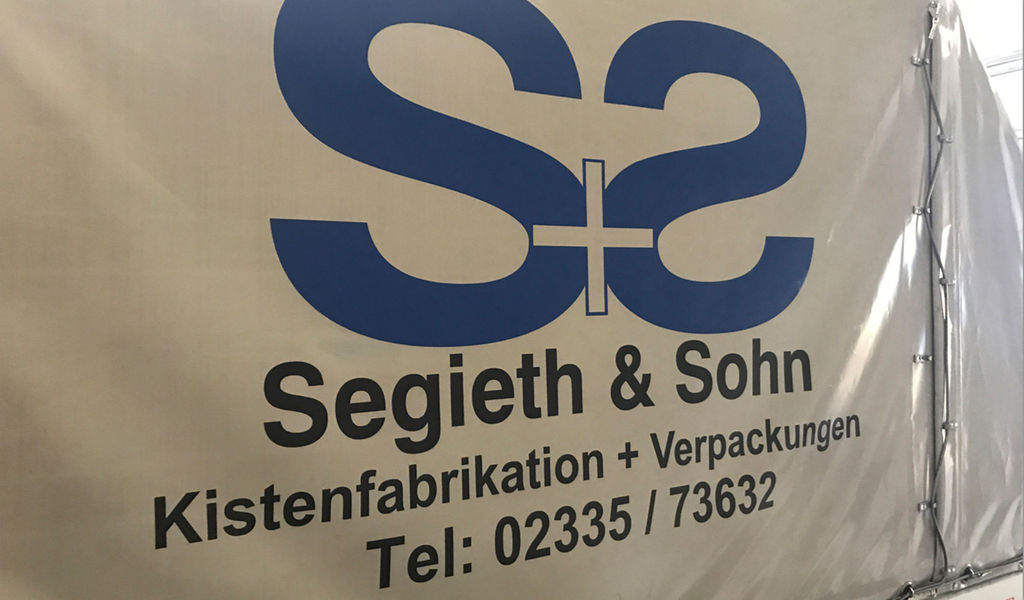 S+S
Segieth & Sohn
Kistenfabrikation + Verpackungen
Tel: 02335 / 73632